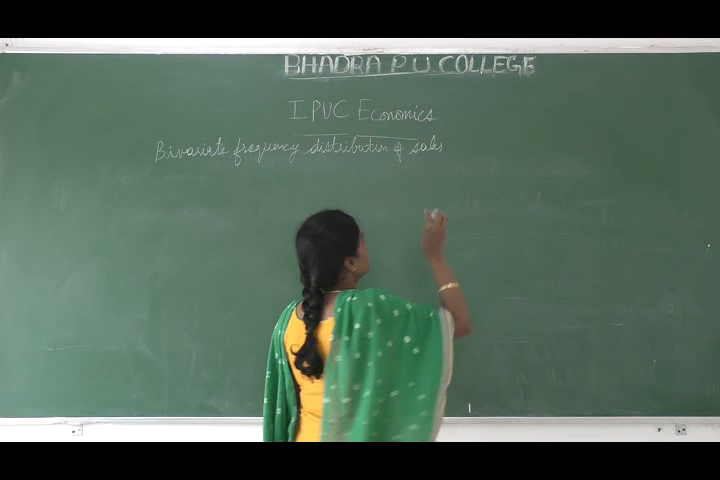 BHADRA P U COLLEGE
I PUC Economics
Bivariate frequency distribution of sales